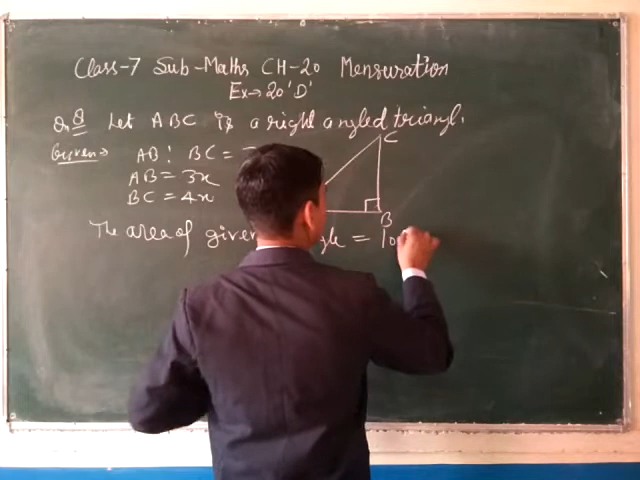 Class-7 Sub-Maths CH-20 Mensuration
Ex→ 20 'D'
Qn 8 Let ABC is a right angled triangl.
Given→ AB : BC =
AB = 3x
BC = 4x
C
B
The area of given = 10